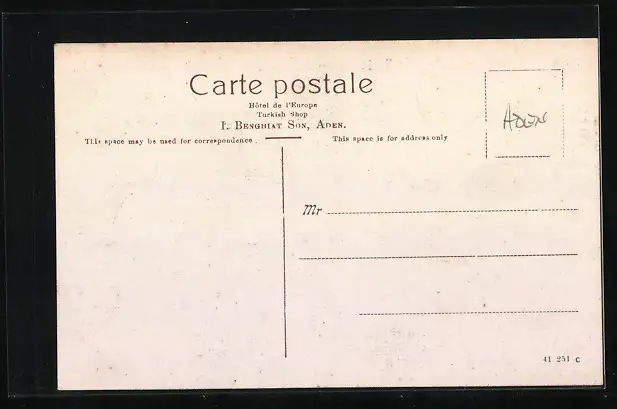 Carte postale
Hôtel de l'Europe
Turkish Shop
I. Benghiat Son, Aden.
This space may be used for correspondence
This space is for address only
ADEN
Mr
41 251 C